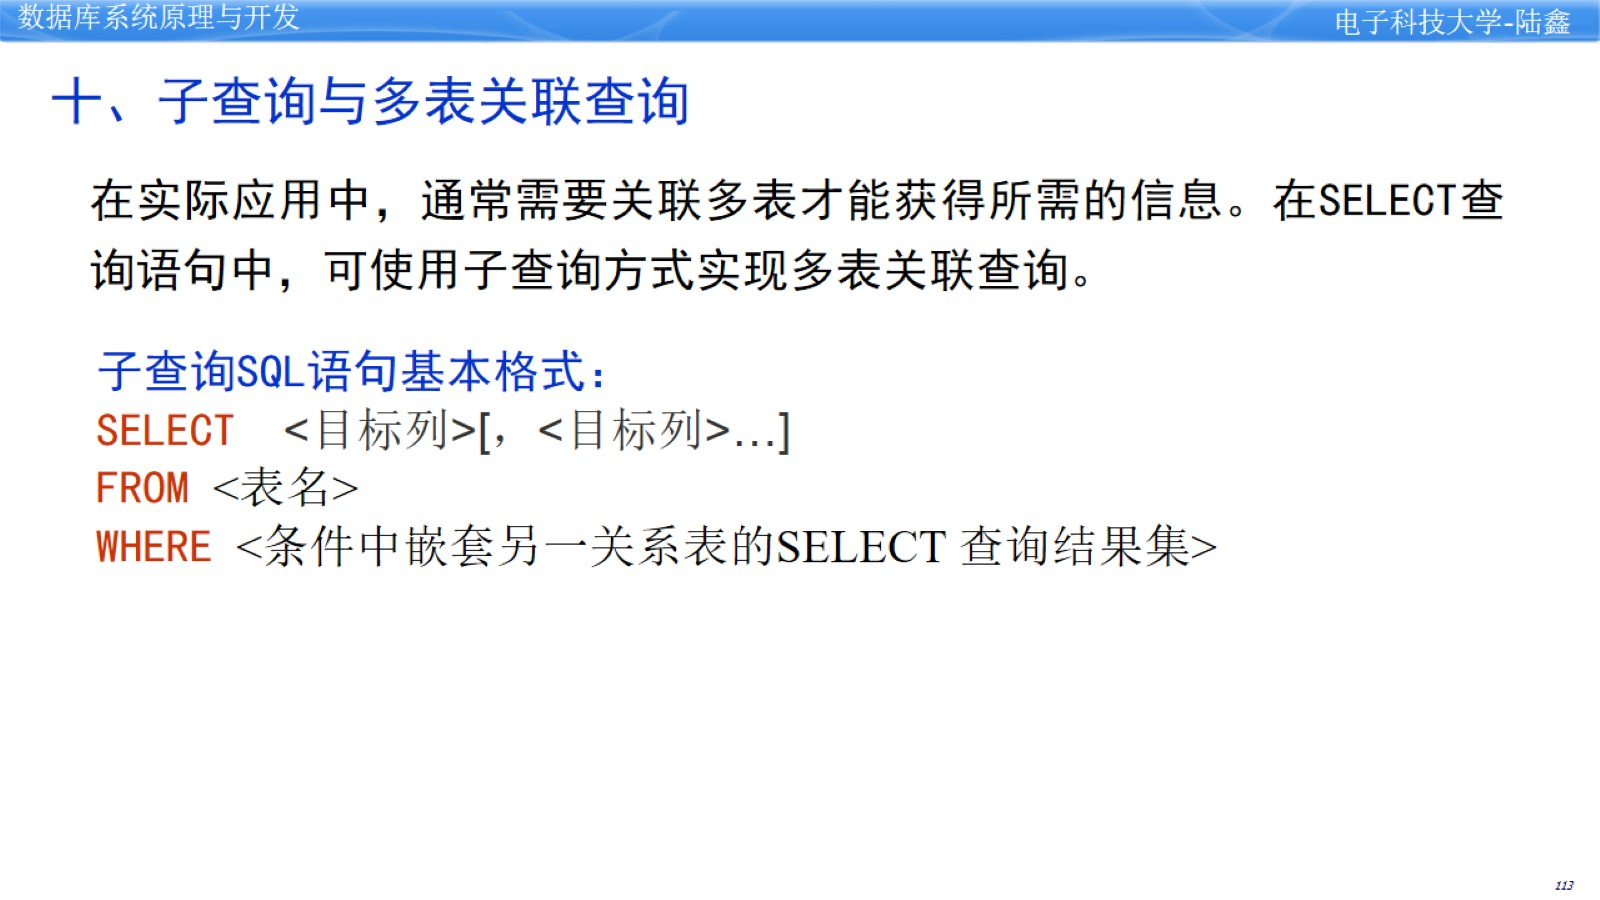 数据库系统原理与开发
电子科技大学-陆鑫
十、子查询与多表关联查询
在实际应用中，通常需要关联多表才能获得所需的信息。在SELECT查
询语句中，可使用子查询方式实现多表关联查询。
子查询SQL语句基本格式：
SELECT <目标列>[，<目标列>…]
FROM <表名>
WHERE <条件中嵌套另一关系表的SELECT 查询结果集>
113